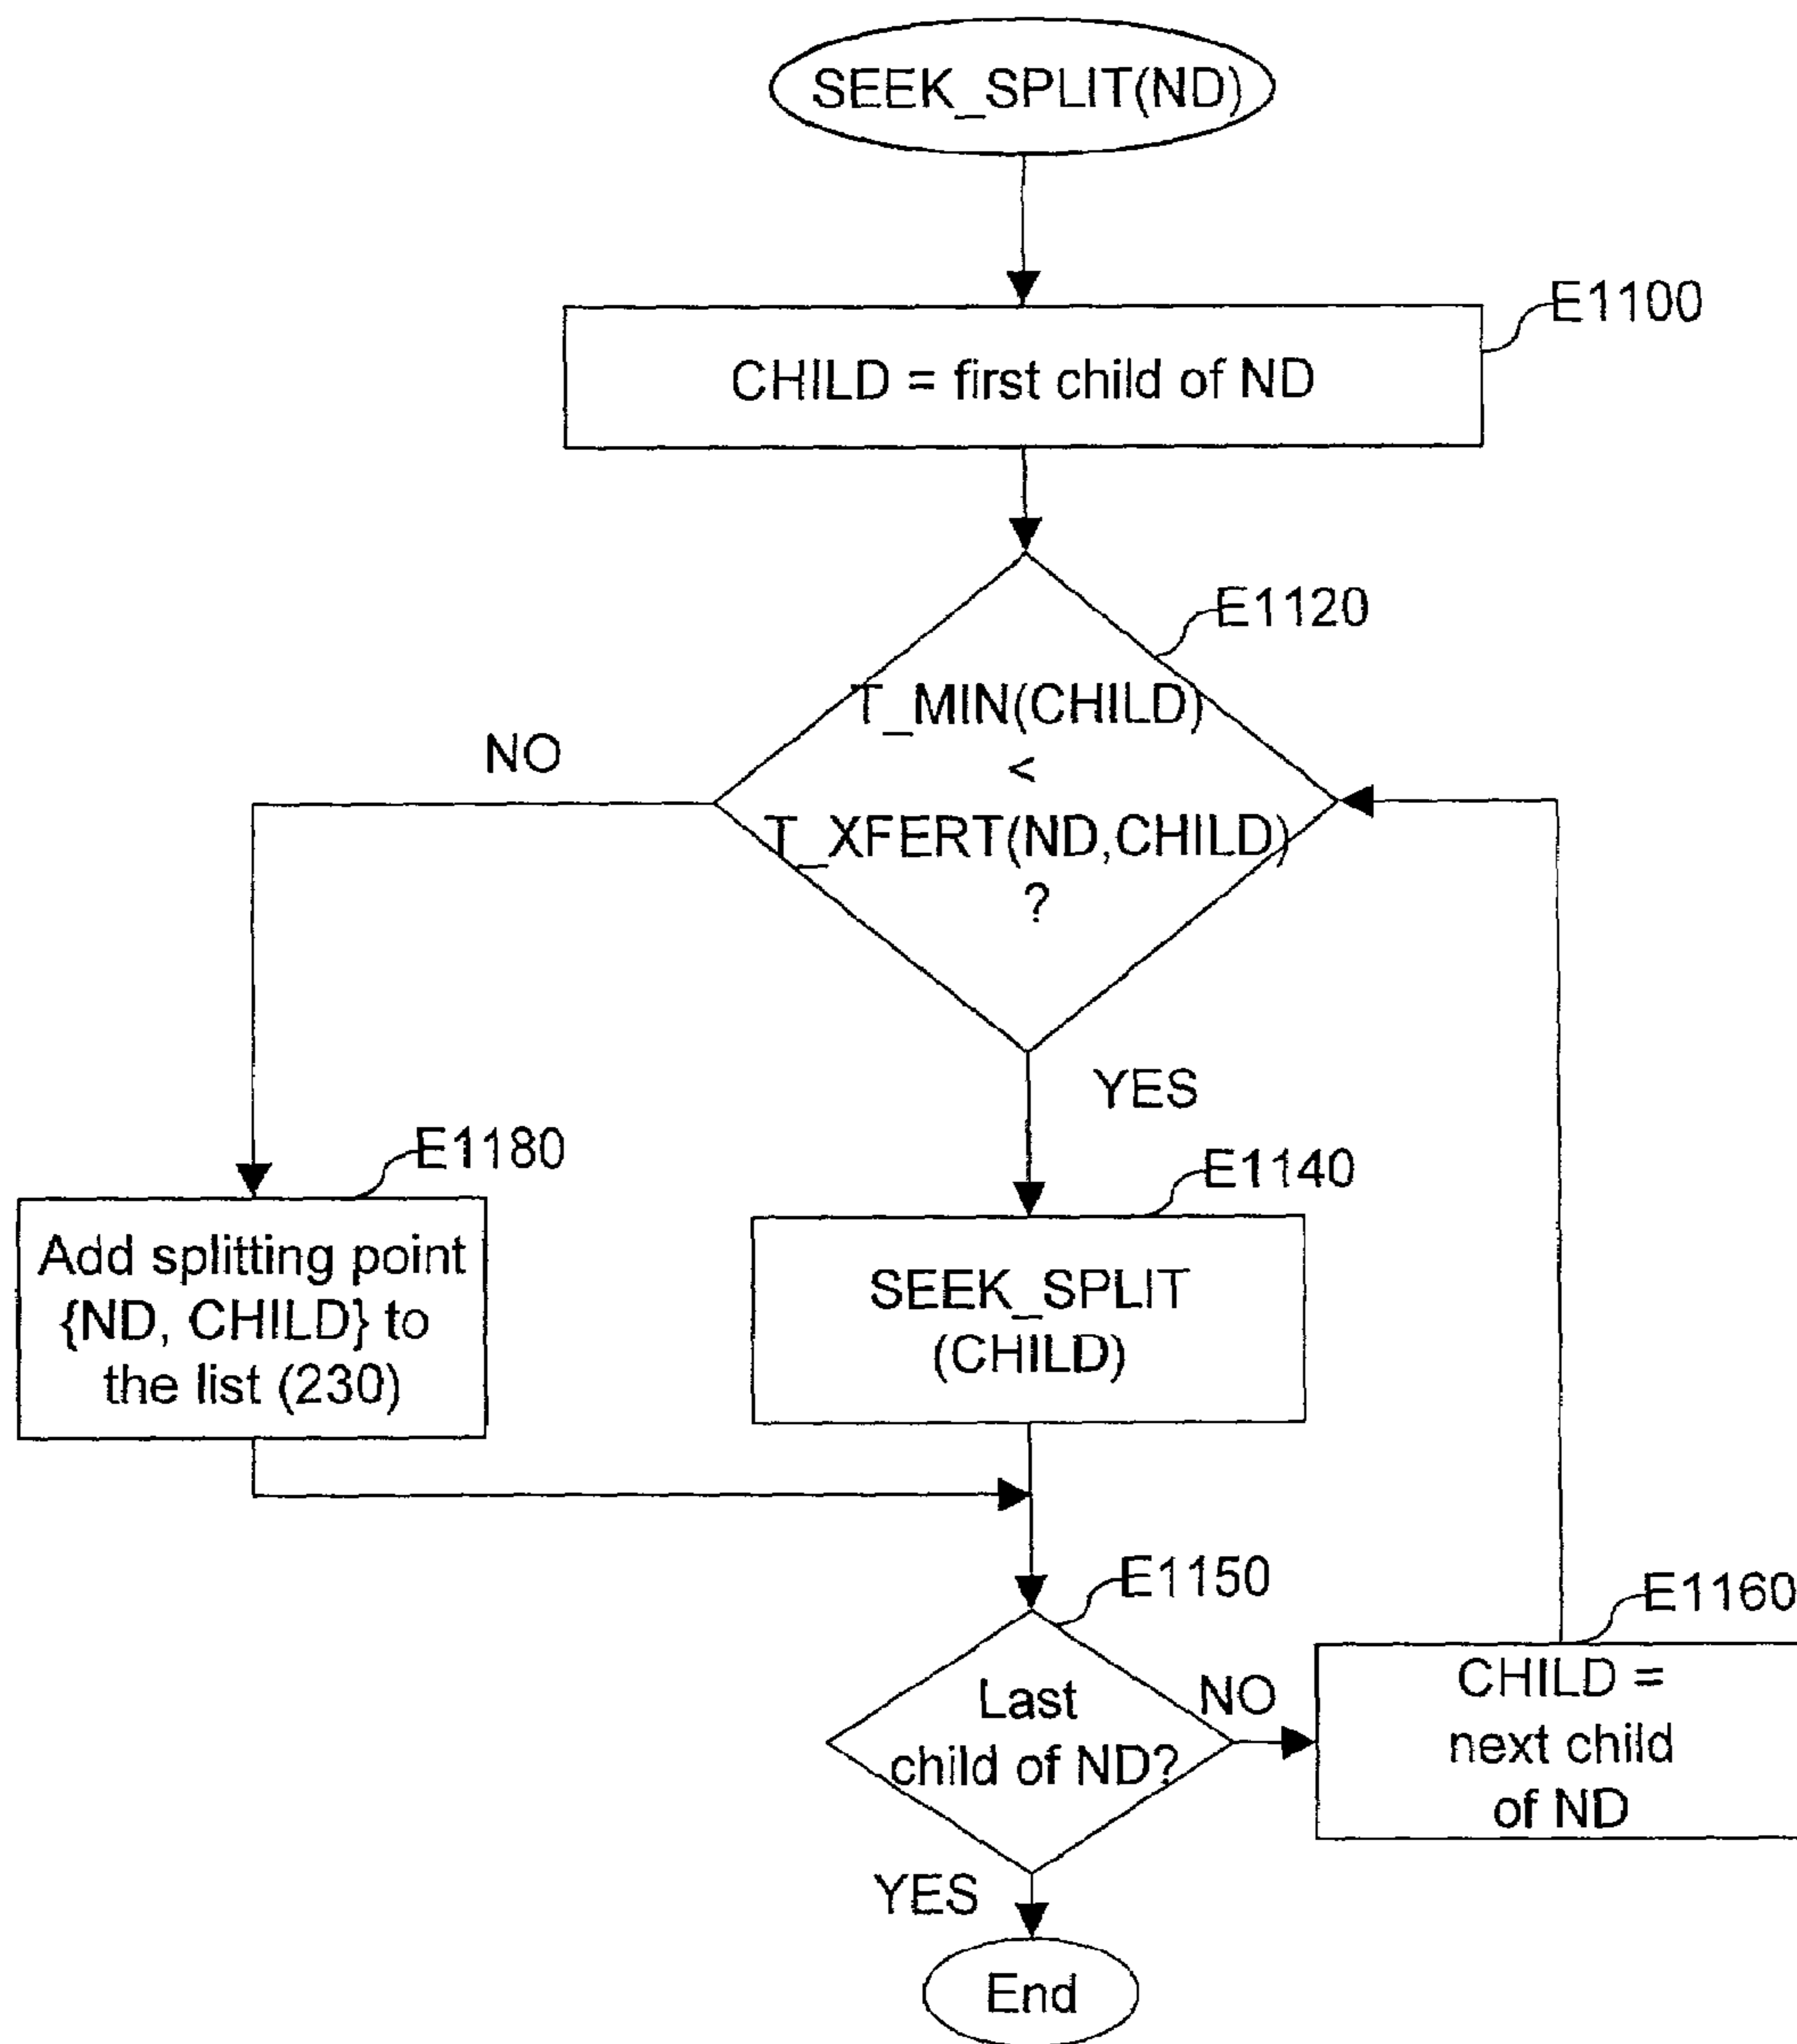 SEEK_SPLIT(ND)
E1100
CHILD = first child of ND
E1120
T_MIN(CHILD)
<
T_XFERT(ND,CHILD)
?
NO
YES
E1180
Add splitting point
{ND, CHILD} to
the list (230)
E1140
SEEK_SPLIT
(CHILD)
E1150
Last
child of ND?
NO
E1160
CHILD =
next child
of ND
YES
End